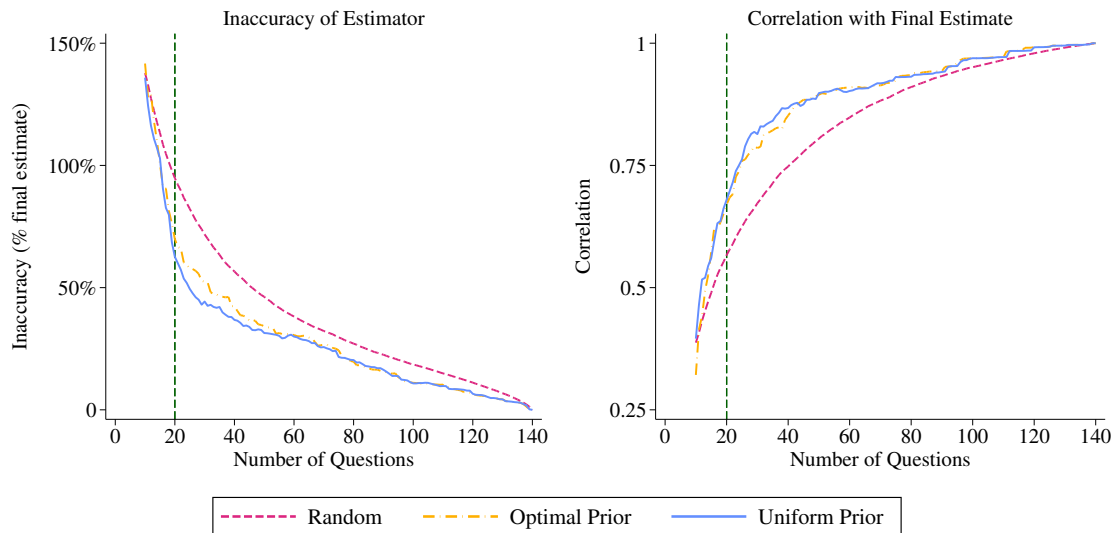 Inaccuracy of Estimator
150%
100%
50%
0
Inaccuracy (% final estimate)
0 20 40 60 80 100 120 140
Number of Questions
Correlation with Final Estimate
1
0.75
0.5
0.25
Correlation
0 20 40 60 80 100 120 140
Number of Questions
Random Optimal Prior Uniform Prior